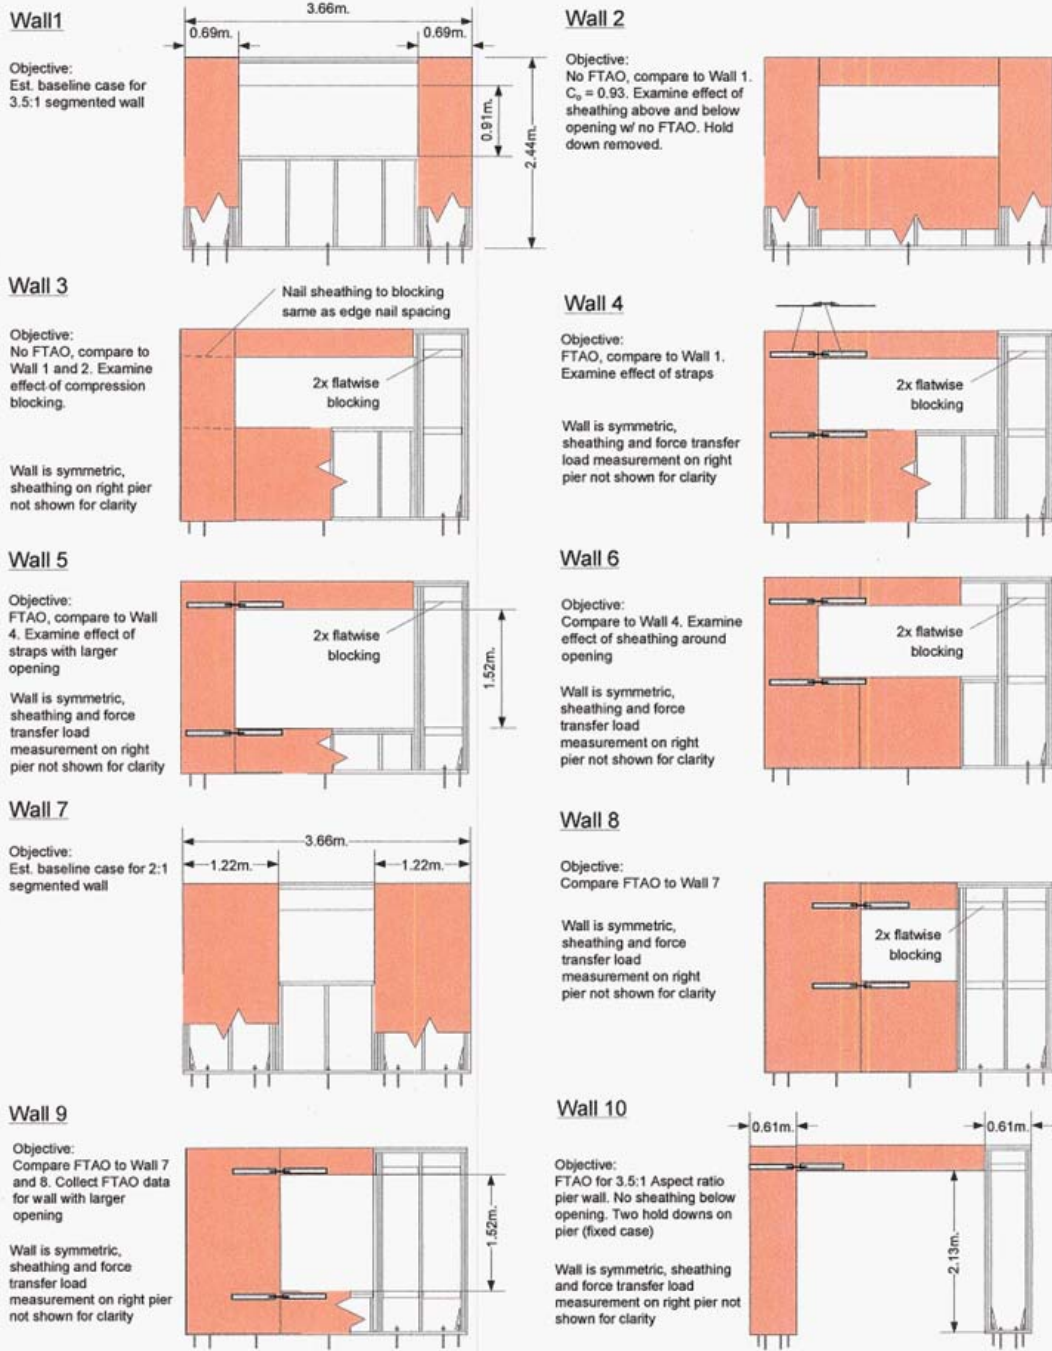 Wall1
Objective:
Est. baseline case for
3.5:1 segmented wall
3.66m.
0.69m.
0.69m.
0.91m.
2.44m.
Wall 2
Objective:
No FTAO, compare to Wall 1.
Cₒ = 0.93. Examine effect of
sheathing above and below
opening w/ no FTAO. Hold
down removed.
Wall 3
Objective:
No FTAO, compare to
Wall 1 and 2. Examine
effect of compression
blocking.
Wall is symmetric,
sheathing on right pier
not shown for clarity
Nail sheathing to blocking
same as edge nail spacing
2x flatwise
blocking
Wall 4
Objective:
FTAO, compare to Wall 1.
Examine effect of straps
Wall is symmetric,
sheathing and force transfer
load measurement on right
pier not shown for clarity
2x flatwise
blocking
Wall 5
Objective:
FTAO, compare to Wall
4. Examine effect of
straps with larger
opening
Wall is symmetric,
sheathing and force
transfer load
measurement on right
pier not shown for clarity
2x flatwise
blocking
1.52m.
Wall 6
Objective:
Compare to Wall 4. Examine
effect of sheathing around
opening
Wall is symmetric,
sheathing and force
transfer load
measurement on right
pier not shown for clarity
2x flatwise
blocking
Wall 7
Objective:
Est. baseline case for 2:1
segmented wall
3.66m.
1.22m.
1.22m.
Wall 8
Objective:
Compare FTAO to Wall 7
Wall is symmetric,
sheathing and force
transfer load
measurement on right
pier not shown for clarity
2x flatwise
blocking
Wall 9
Objective:
Compare FTAO to Wall 7
and 8. Collect FTAO data
for wall with larger
opening
Wall is symmetric,
sheathing and force
transfer load
measurement on right pier
not shown for clarity
1.52m.
Wall 10
Objective:
FTAO for 3.5:1 Aspect ratio
pier wall. No sheathing below
opening. Two hold downs on
pier (fixed case)
Wall is symmetric, sheathing
and force transfer load
measurement on right pier not
shown for clarity
0.61m.
0.61m.
2.13m.